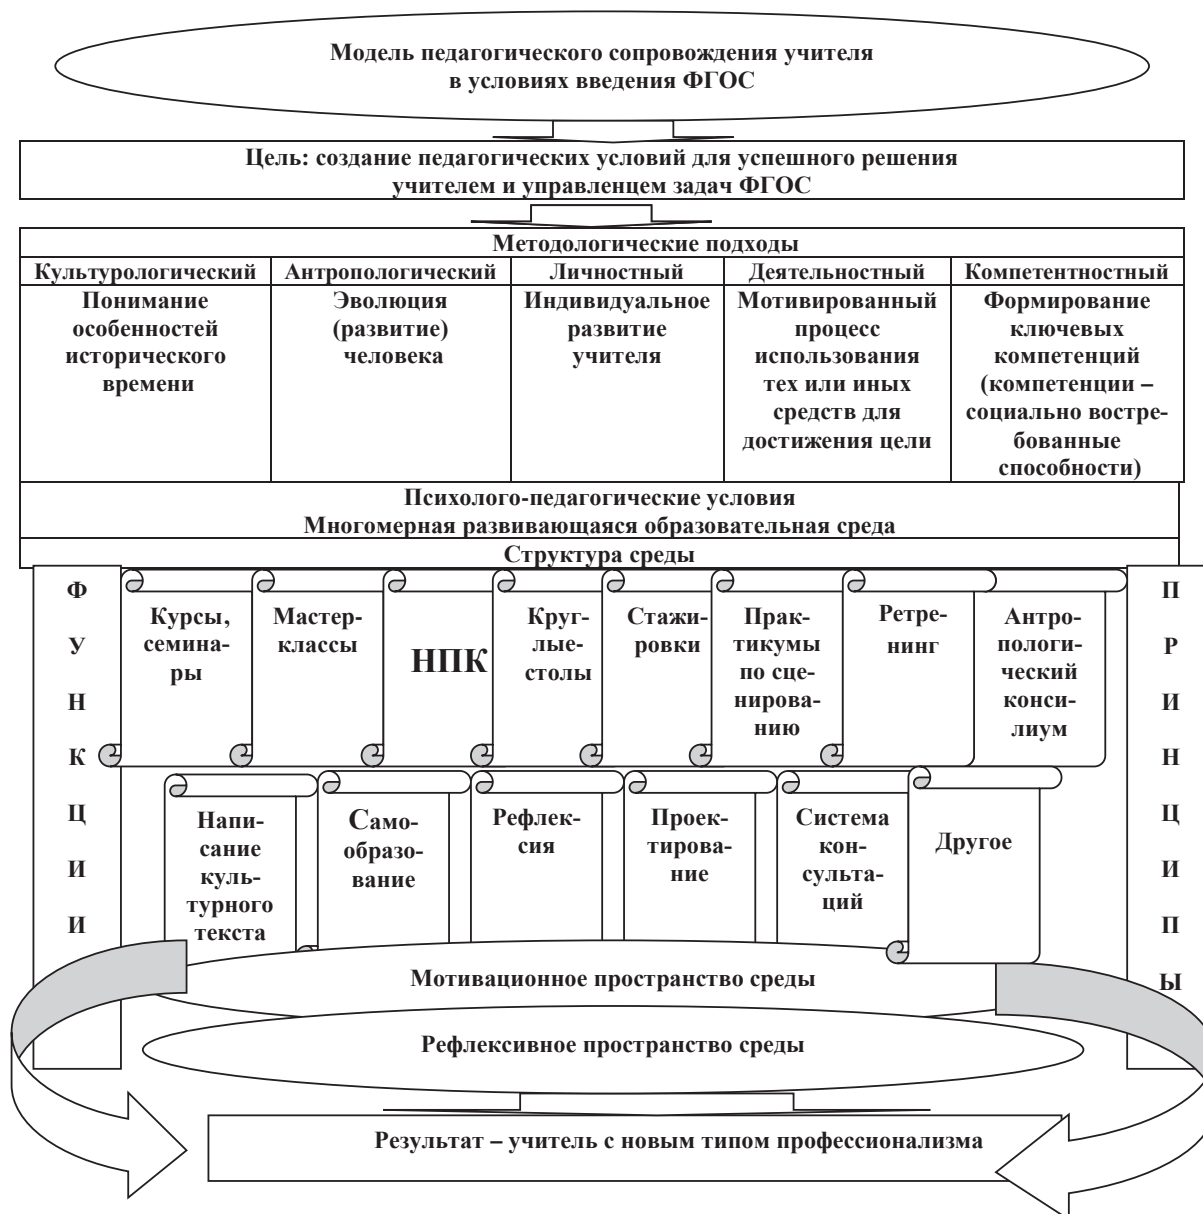 Модель педагогического сопровождения учителя
в условиях введения ФГОС
Цель: создание педагогических условий для успешного решения
учителем и управленцем задач ФГОС
Методологические подходы
Культурологический
Антропологический
Личностный
Деятельностный
Компетентностный
Понимание
особенностей
исторического
времени
Эволюция
(развитие)
человека
Индивидуальное
развитие
учителя
Мотивированный
процесс
использования
тех или иных
средств для
достижения цели
Формирование
ключевых
компетенций
(компетенции –
социально востре-
бованные
способности)
Психолого-педагогические условия
Многомерная развивающаяся образовательная среда
Структура среды
Ф
У
Н
К
Ц
И
И
Курсы,
семина-
ры
Мастер-
классы
НПК
Круг-
лые-
столы
Стажи-
ровки
Прак-
тикумы
по сце-
нирова-
нию
Ретре-
нинг
Антро-
пологи-
ческий
конси-
лиум
П
Р
И
Н
Ц
И
П
Ы
Напи-
сание
куль-
турного
текста
Само-
образо-
вание
Рефлек-
сия
Проек-
тирова-
ние
Система
кон-
сульта-
ций
Другое
Мотивационное пространство среды
Рефлексивное пространство среды
Результат – учитель с новым типом профессионализма